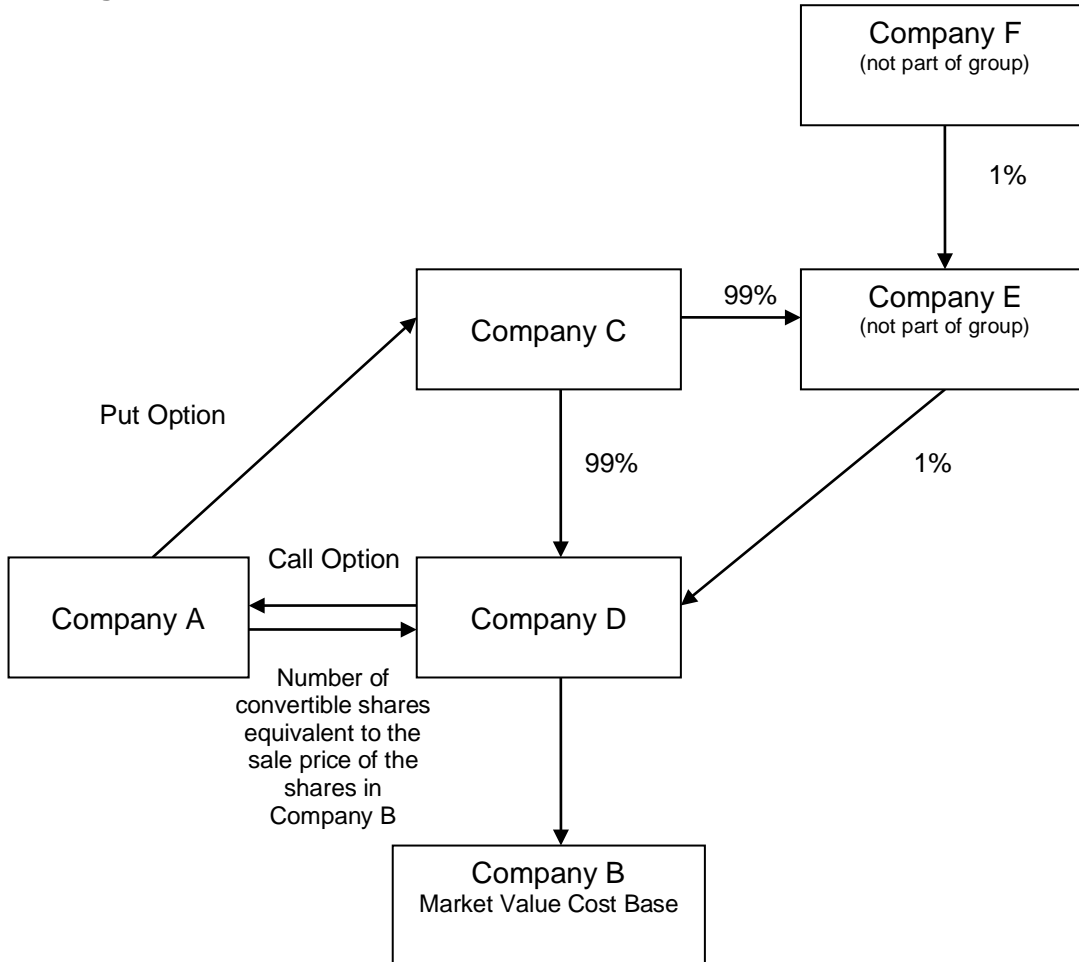 Company F
(not part of group)
1%
99%
Company C
Company E
(not part of group)
Put Option
99%
1%
Call Option
Company A
Company D
Number of
convertible shares
equivalent to the
sale price of the
shares in
Company B
Company B
Market Value Cost Base